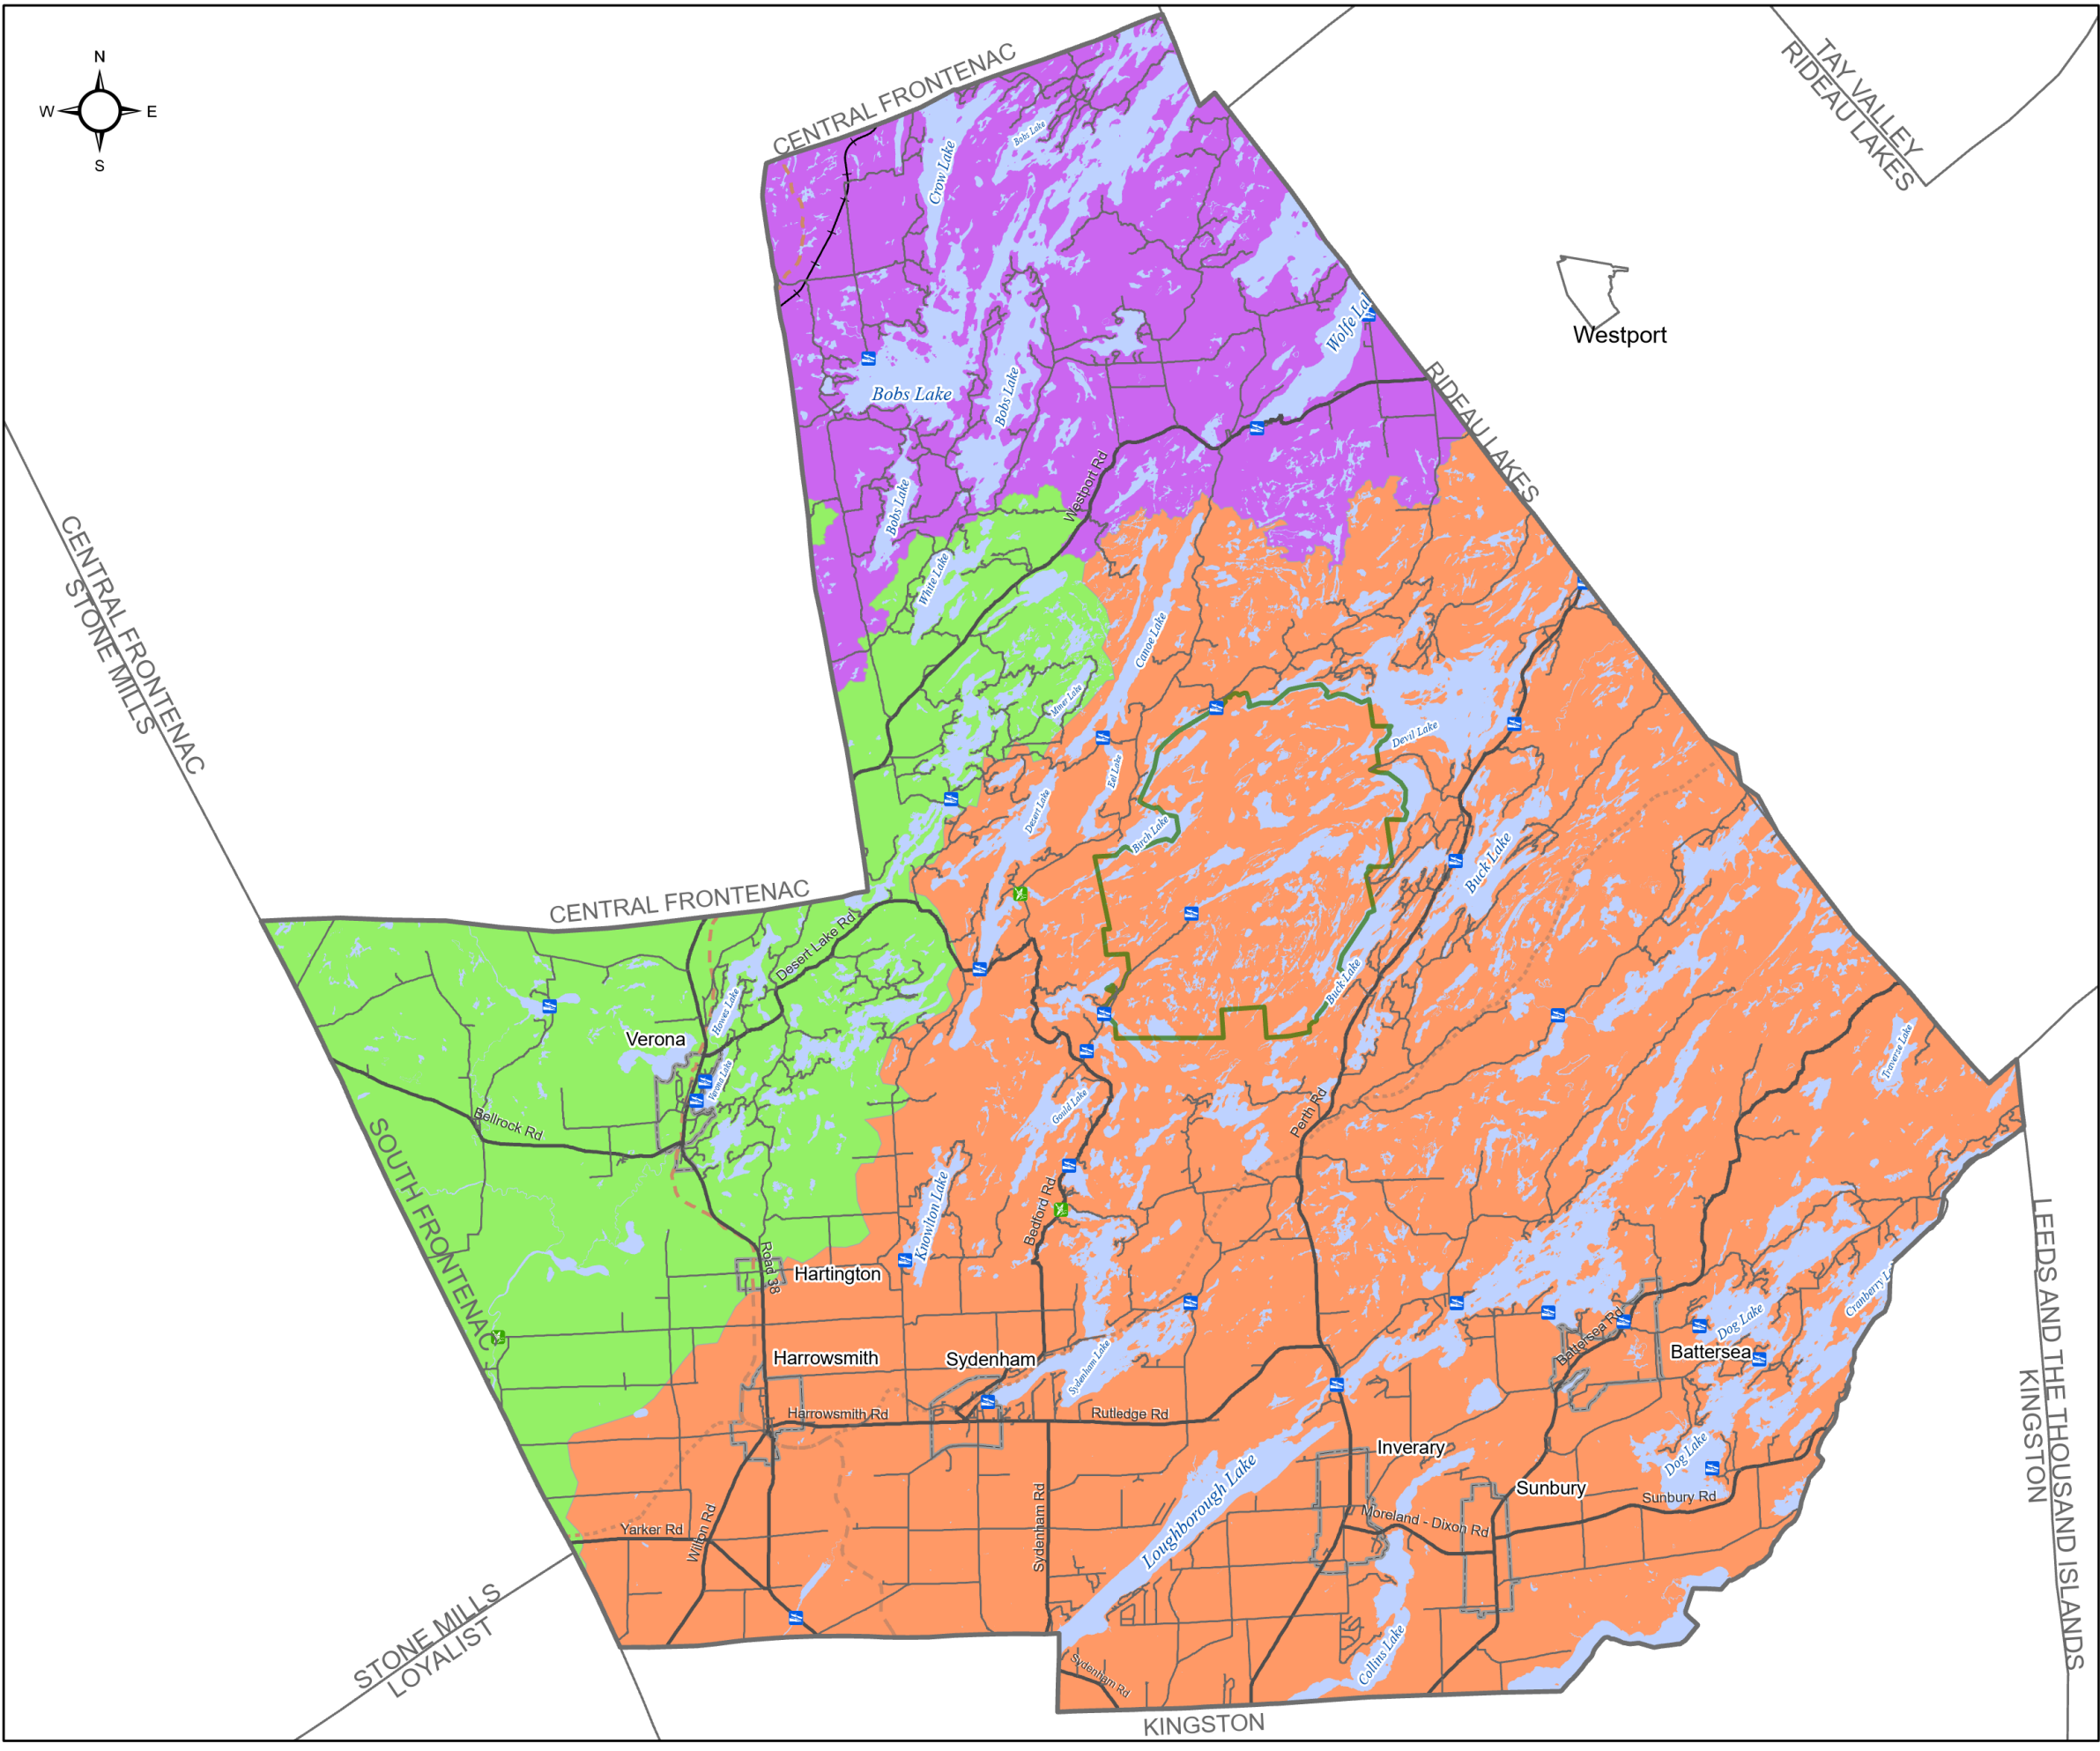 N
W
E
S
CENTRAL FRONTENAC
TAY VALLEY
RIDEAU LAKES
Crow Lake
Bobs Lake
Wolfe La
Westport
Bobs Lake
Bobs Lake
RIDEAU LAKES
Westport Rd
Bobs Lake
White Lake
CENTRAL FRONTENAC
STONE MILLS
Canoe Lake
Miner Lake
Devil Lake
Eel Lake
Desert Lake
Birch Lake
Buck Lake
CENTRAL FRONTENAC
Desert Lake Rd
Buck Lake
Howes Lake
Verona
Verona Lake
Traverse Lake
Gould Lake
Perth Rd
Bellrock Rd
SOUTH FRONTENAC
Knowlton Lake
Bedford Rd
Road 38
Hartington
Cranberry L
LEEDS AND THE THOUSAND ISLANDS
KINGSTON
Dog Lake
Battersea Rd
Battersea
Harrowsmith
Sydenham
Sydenham Lake
Harrowsmith Rd
Rutledge Rd
Inverary
Dog Lake
Loughborough Lake
Sunbury
Sunbury Rd
Moreland - Dixon Rd
Yarker Rd
Wilton Rd
Sydenham Rd
STONE MILLS
LOYALIST
Collins Lake
Sydenham Rd
KINGSTON